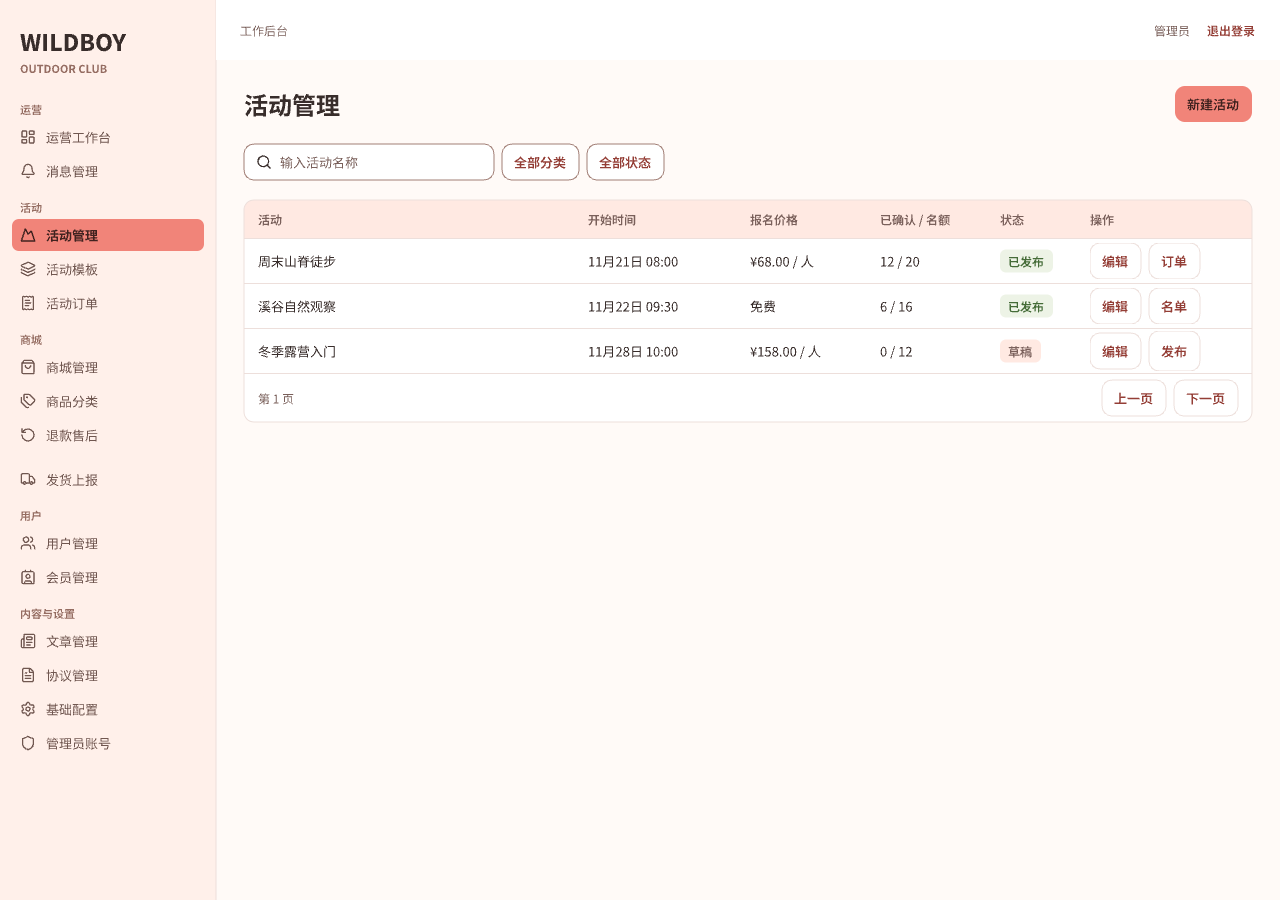 WILDBOY
OUTDOOR CLUB
运营
运营工作台
消息管理
活动
活动管理
活动模板
活动订单
商城
商城管理
商品分类
退款售后
发货上报
用户
用户管理
会员管理
内容与设置
文章管理
协议管理
基础配置
管理员账号
工作后台 管理员 退出登录
活动管理 新建活动
输入活动名称 全部分类 全部状态
活动 开始时间 报名价格 已确认 / 名额 状态 操作
周末山脊徒步 11月21日 08:00 ¥68.00 / 人 12 / 20 已发布 编辑 订单
溪谷自然观察 11月22日 09:30 免费 6 / 16 已发布 编辑 名单
冬季露营入门 11月28日 10:00 ¥158.00 / 人 0 / 12 草稿 编辑 发布
第 1 页 上一页 下一页